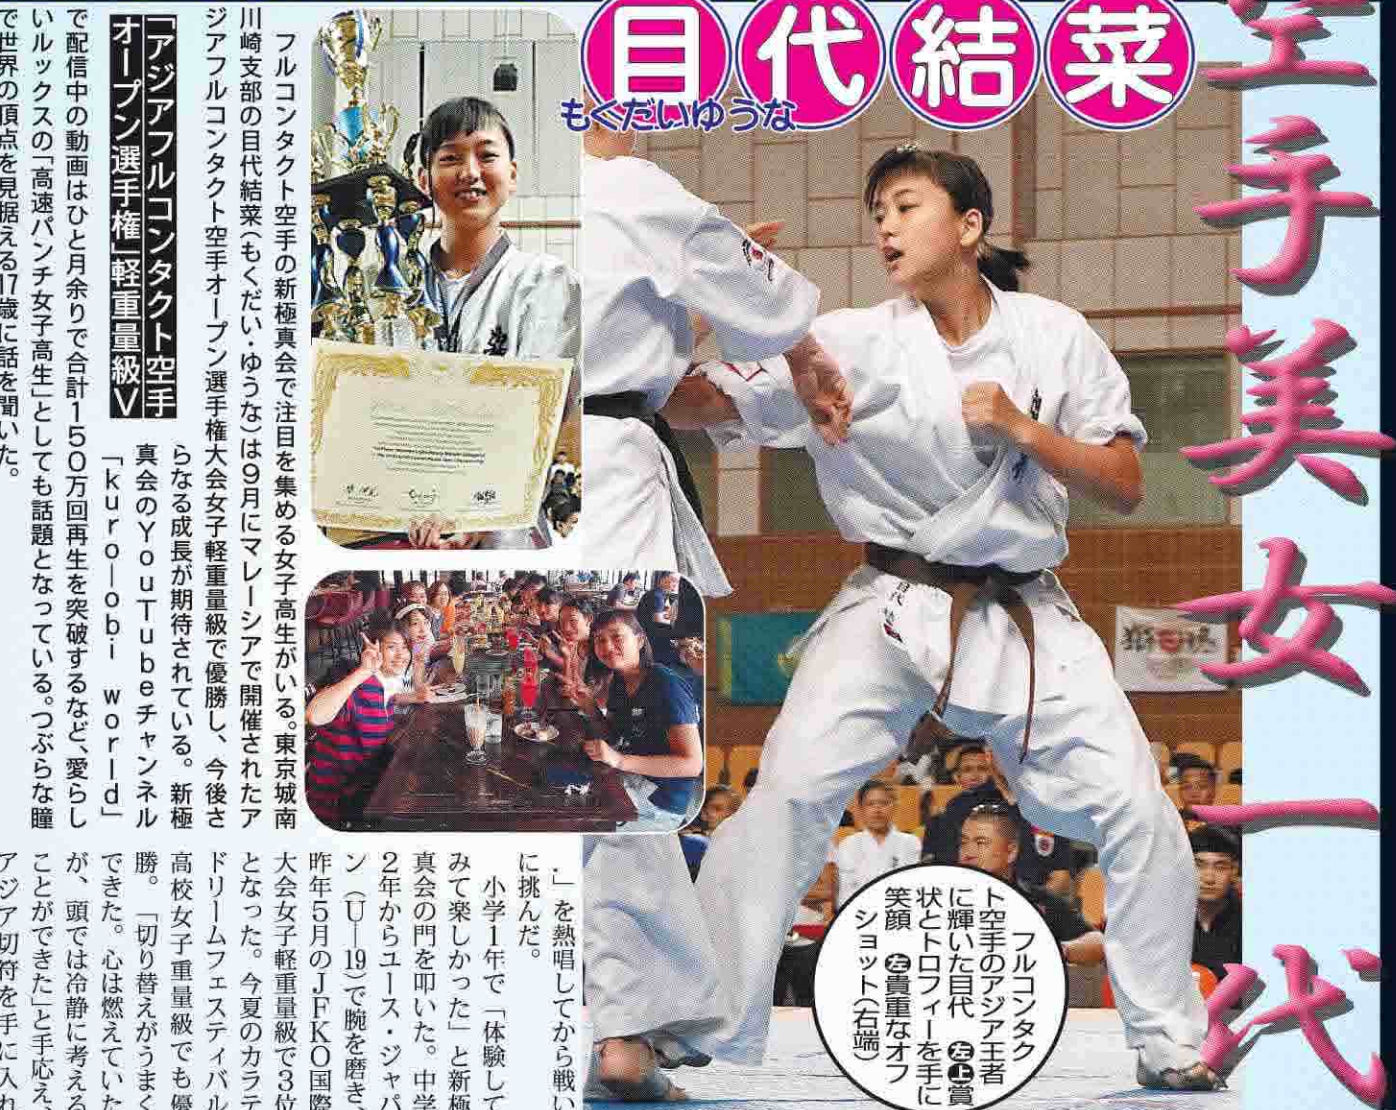 空手美女一代
目代結菜
もくだいゆうな
フルコンタクト空手の新極真会で注目を集める女子高生がいる。東京城南
川崎支部の目代結菜(もくだい・ゆうな)は9月にマレーシアで開催されたア
ジアフルコンタクト空手オープン選手権大会女子軽重量級で優勝し、今後さ
らなる成長が期待されている。新極
真会のYouTubeチャンネル
「kuro―obi world」
で配信中の動画はひと月余りで合計150万回再生を突破するなど、愛らし
いルックスの「高速パンチ女子高生」としても話題となっている。つぶらな瞳
で世界の頂点を見据える17歳に話を聞いた。
「アジアフルコンタクト空手
オープン選手権」軽重量級V
フルコンタク
ト空手のアジア王者
に輝いた目代 左上賞
状とトロフィーを手に
笑顔 左貴重なオフ
ショット(右端)
.」を熱唱してから戦い
に挑んだ。
小学1年で「体験して
みて楽しかった」と新極
真会の門を叩いた。中学
2年からユース・ジャパ
ン(U―19)で腕を磨き、
昨年5月のJFKO国際
大会女子軽重量級で3位
となった。今夏のカラテ
ドリームフェスティバル
高校女子重量級でも優
勝。「切り替えがうまく
できた。心は燃えていた
が、頭では冷静に考える
ことができた」と手応え、
アジア切符を手に入れ